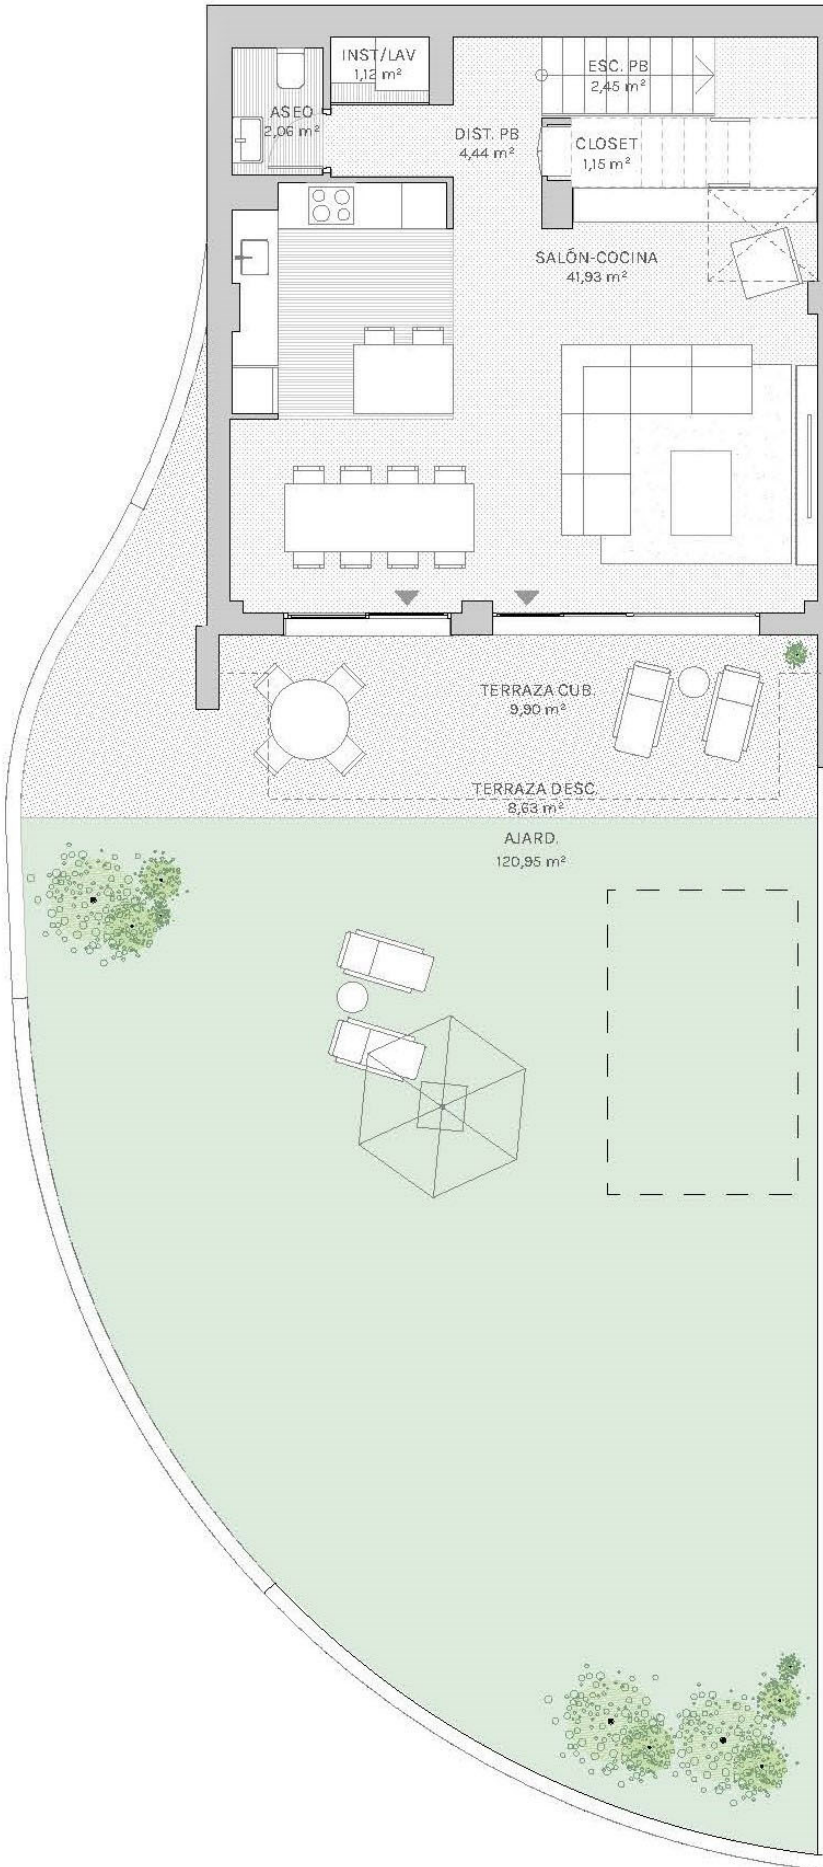 INST/LAV
1,12 m²
ESC. PB
2,45 m²
ASEO
2,06 m²
DIST. PB
4,44 m²
CLOSET
1,15 m²
SALÓN-COCINA
41,93 m²
TERRAZA CUB.
9,90 m²
TERRAZA DESC.
8,63 m²
AJARD.
120,95 m²